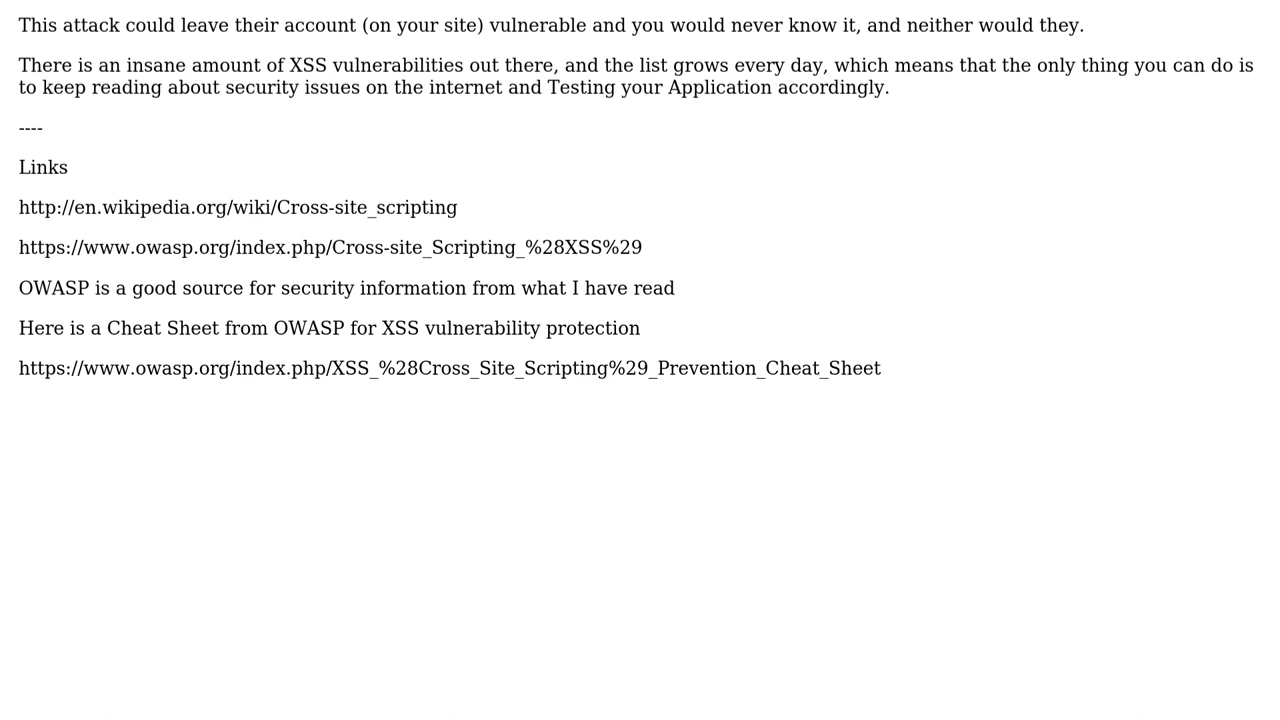 This attack could leave their account (on your site) vulnerable and you would never know it, and neither would they.
There is an insane amount of XSS vulnerabilities out there, and the list grows every day, which means that the only thing you can do is
to keep reading about security issues on the internet and Testing your Application accordingly.
----
Links
http://en.wikipedia.org/wiki/Cross-site_scripting
https://www.owasp.org/index.php/Cross-site_Scripting_%28XSS%29
OWASP is a good source for security information from what I have read
Here is a Cheat Sheet from OWASP for XSS vulnerability protection
https://www.owasp.org/index.php/XSS_%28Cross_Site_Scripting%29_Prevention_Cheat_Sheet